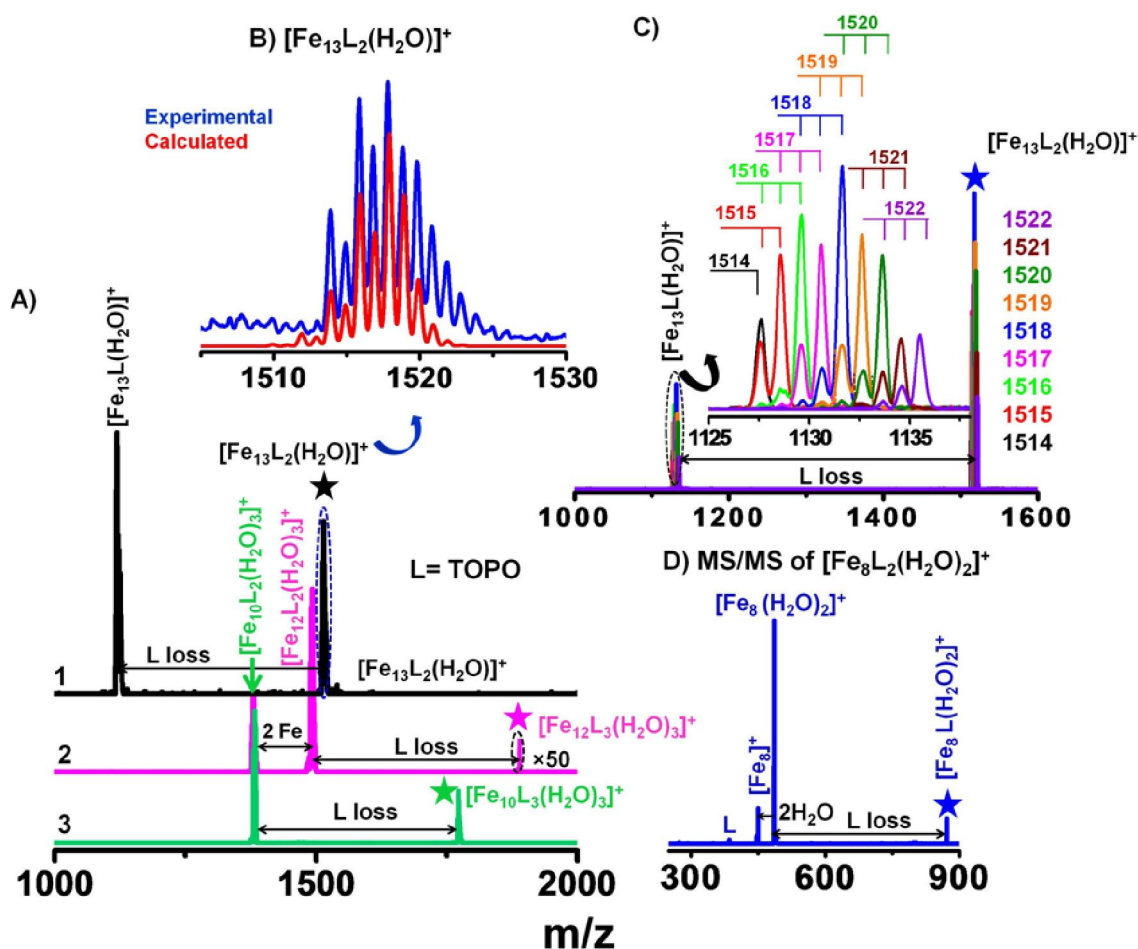 B) [Fe₁₃L₂(H₂O)]⁺
Experimental
Calculated
1510 1520 1530
C)
1520
1519
1518
1517
1516
1515
1514
1521
1522
[Fe₁₃L₂(H₂O)]⁺
1522
1521
1520
1519
1518
1517
1516
1515
1514
[Fe₁₃L(H₂O)]⁺
1125 1130 1135
L loss
1000 1200 1400 1600
A)
[Fe₁₃L(H₂O))]⁺
[Fe₁₃L₂(H₂O)]⁺
[Fe₁₀L₂(H₂O)₃]⁺
[Fe₁₂L₂(H₂O)₃]⁺
L= TOPO
L loss
[Fe₁₃L₂(H₂O)]⁺
1
2 Fe
[Fe₁₂L₃(H₂O)₃]⁺
L loss
×50
2
[Fe₁₀L₃(H₂O)₃]⁺
L loss
3
1000 1500 2000
D) MS/MS of [Fe₈L₂(H₂O)₂]⁺
[Fe₈ (H₂O)₂]⁺
[Fe₈]⁺
[Fe₈ L(H₂O)₂]⁺
2H₂O
L loss
L
300 600 900
m/z